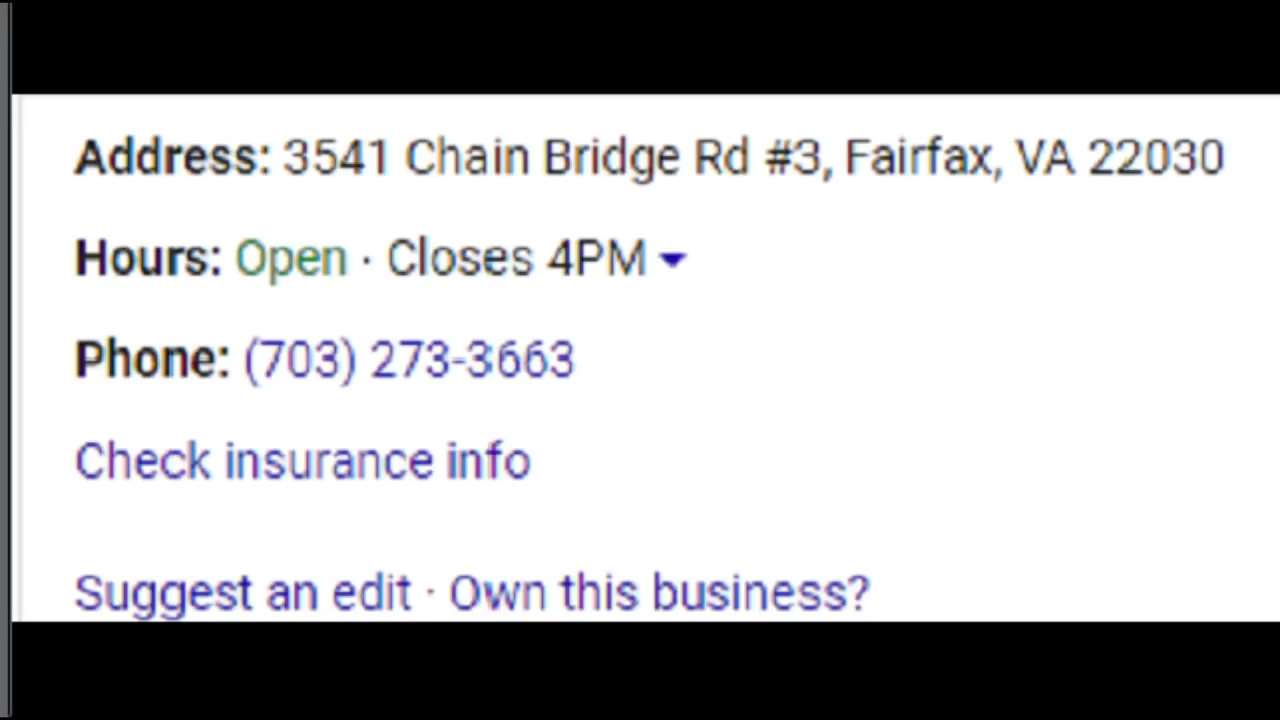 Address: 3541 Chain Bridge Rd #3, Fairfax, VA 22030
Hours: Open · Closes 4PM
Phone: (703) 273-3663
Check insurance info
Suggest an edit · Own this business?